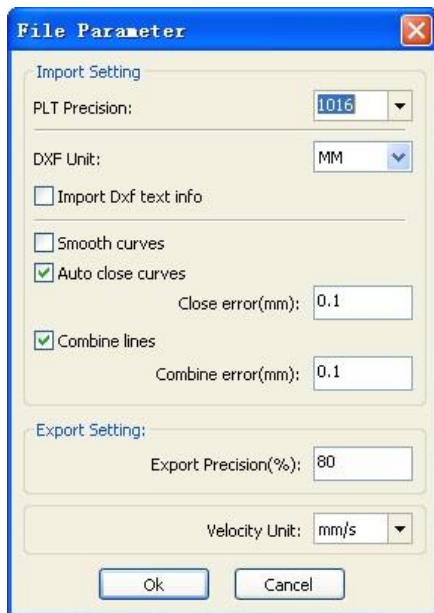 File Parameter
Import Setting
PLT Precision: 1016
DXF Unit: MM
Import Dxf text info
Smooth curves
Auto close curves
Close error(mm): 0.1
Combine lines
Combine error(mm): 0.1
Export Setting:
Export Precision(%): 80
Velocity Unit: mm/s
Ok Cancel